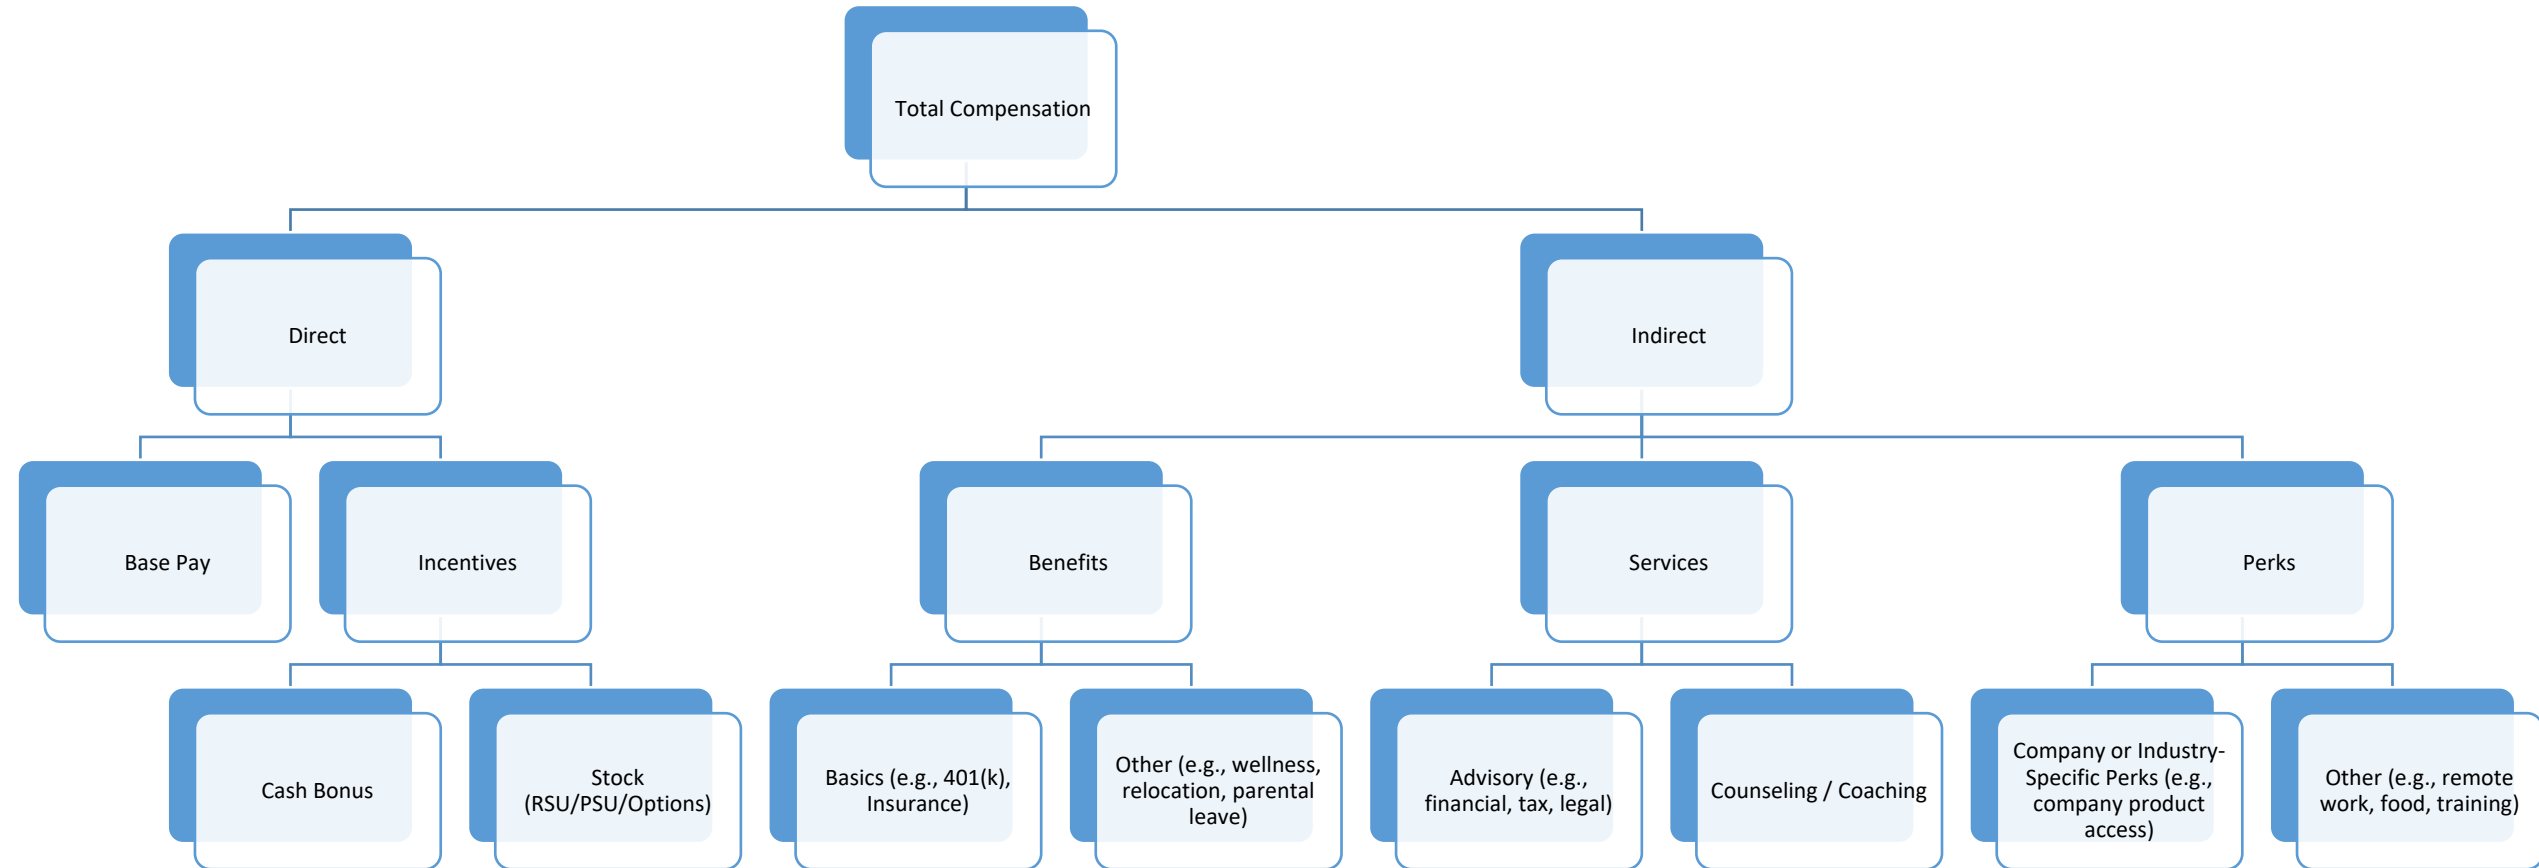 Total Compensation
Direct
Indirect
Base Pay
Incentives
Benefits
Services
Perks
Cash Bonus
Stock
(RSU/PSU/Options)
Basics (e.g., 401(k),
Insurance)
Other (e.g., wellness,
relocation, parental
leave)
Advisory (e.g.,
financial, tax, legal)
Counseling / Coaching
Company or Industry-
Specific Perks (e.g.,
company product
access)
Other (e.g., remote
work, food, training)